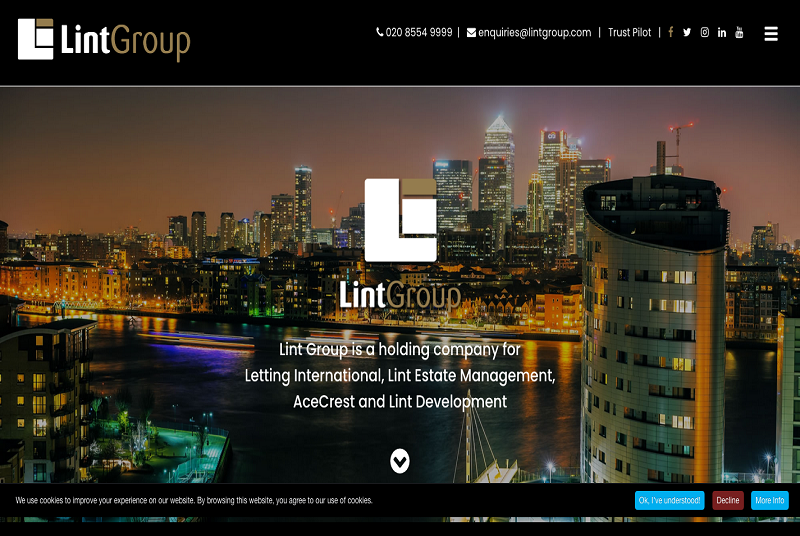 LintGroup
020 8554 9999 | enquiries@lintgroup.com | Trust Pilot |
LintGroup
Lint Group is a holding company for
Letting International, Lint Estate Management,
AceCrest and Lint Development
We use cookies to improve your experience on our website. By browsing this website, you agree to our use of cookies.
Ok, I've understood!
Decline
More Info